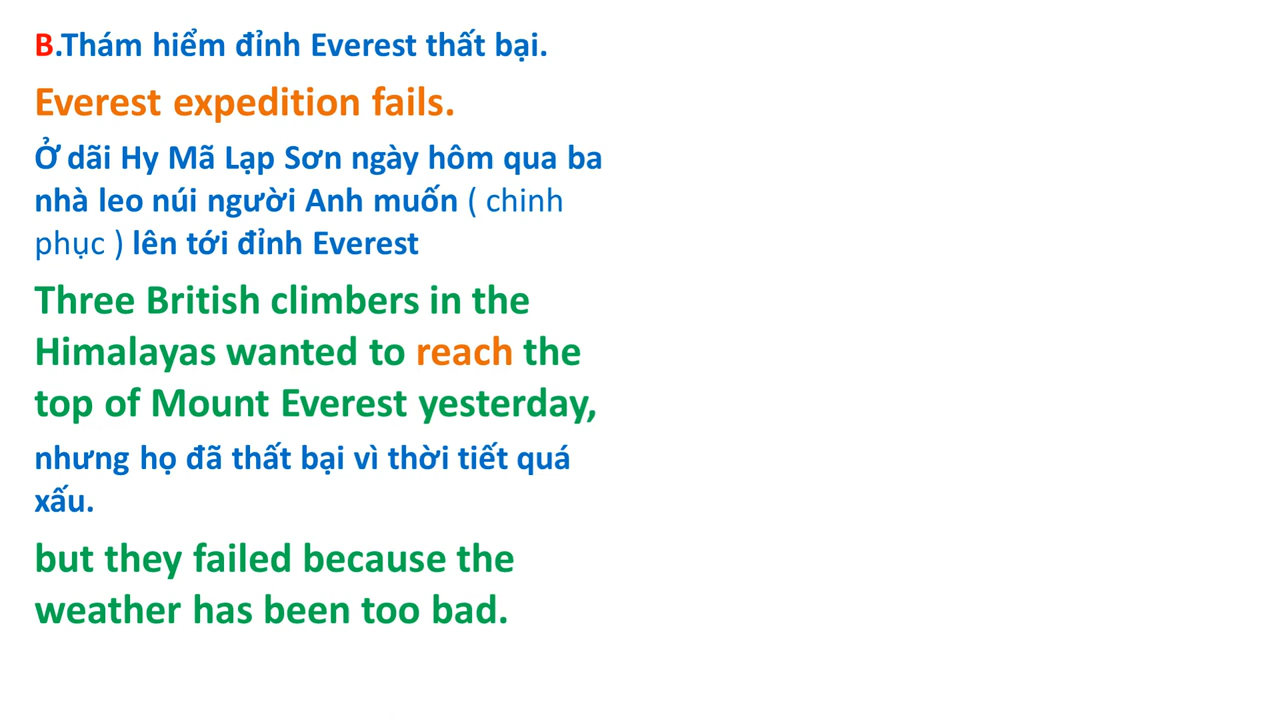 B.Thám hiểm đỉnh Everest thất bại.
Everest expedition fails.
Ở dãi Hy Mã Lạp Sơn ngày hôm qua ba
nhà leo núi người Anh muốn ( chinh
phục ) lên tới đỉnh Everest
Three British climbers in the
Himalayas wanted to reach the
top of Mount Everest yesterday,
nhưng họ đã thất bại vì thời tiết quá
xấu.
but they failed because the
weather has been too bad.